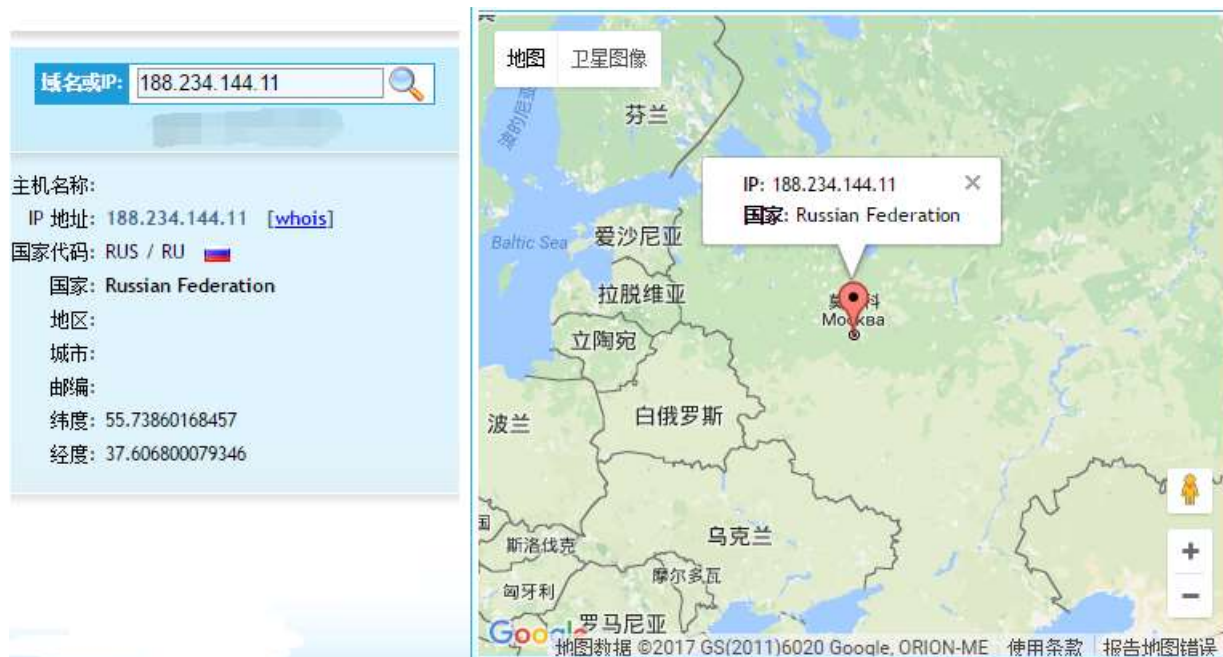 域名或IP: 188.234.144.11
主机名称:
IP 地址: 188.234.144.11 [whois]
国家代码: RUS / RU
国家: Russian Federation
地区:
城市:
邮编:
纬度: 55.73860168457
经度: 37.606800079346
地图 卫星图像
芬兰
IP: 188.234.144.11 ×
国家: Russian Federation
Baltic Sea
爱沙尼亚
拉脱维亚
Москва
立陶宛
白俄罗斯
波兰
乌克兰
斯洛伐克
摩尔多瓦
匈牙利
罗马尼亚
+
−
Google
地图数据 ©2017 GS(2011)6020 Google, ORION-ME 使用条款 报告地图错误